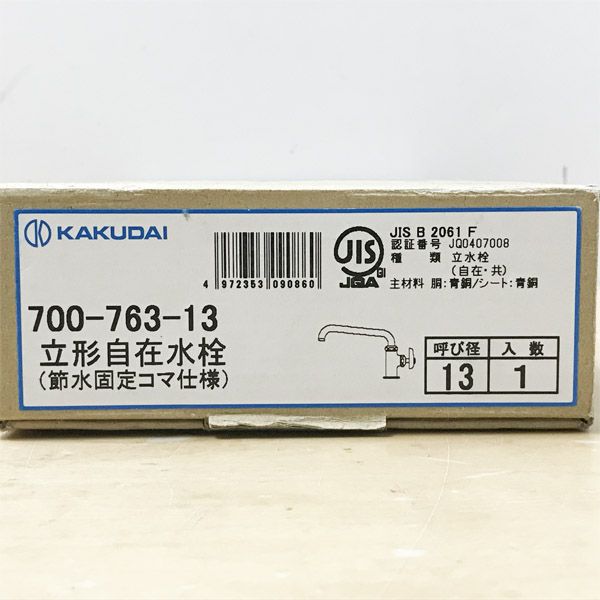 KAKUDAI
4 972353 090860
JIS
GI
JQA
JIS B 2061 F
認証番号 JQ0407008
種 類 立水栓
(自在・共)
主材料 胴:青銅/シート:青銅
700-763-13
立形自在水栓
(節水固定コマ仕様)
呼び径 入 数
13 1